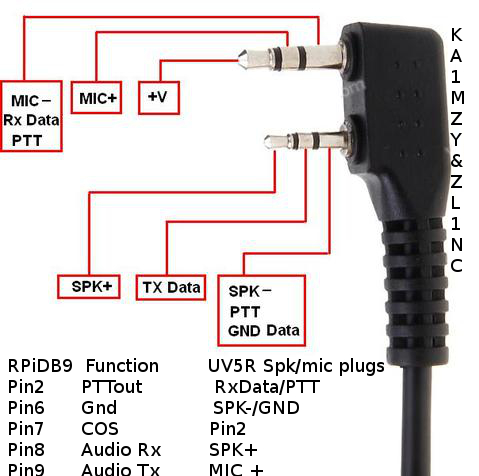 MIC- Rx Data PTT
MIC+
+V
SPK+
TX Data
SPK- PTT GND Data
K
A
1
M
Z
Y
&
Z
L
1
N
C
RPiDB9 Function UV5R Spk/mic plugs
Pin2 PTTout RxData/PTT
Pin6 Gnd SPK-/GND
Pin7 COS Pin2
Pin8 Audio Rx SPK+
Pin9 Audio Tx MIC +